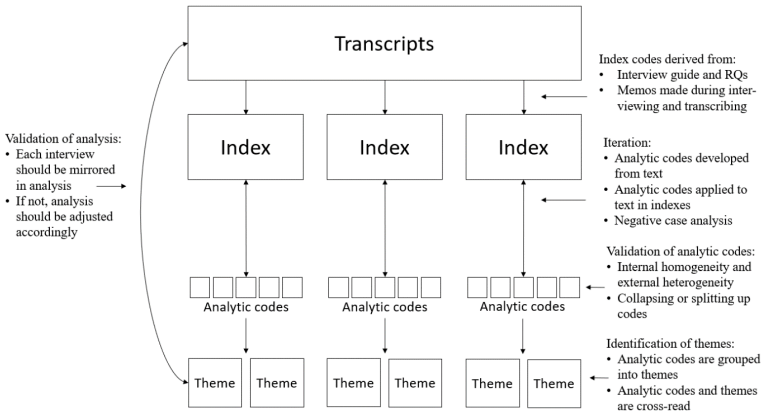 Transcripts
Index codes derived from:
• Interview guide and RQs
• Memos made during inter-
viewing and transcribing
Index
Index
Index
Validation of analysis:
• Each interview
should be mirrored
in analysis
• If not, analysis
should be adjusted
accordingly
Iteration:
• Analytic codes developed
from text
• Analytic codes applied to
text in indexes
• Negative case analysis
Analytic codes
Analytic codes
Analytic codes
Validation of analytic codes:
• Internal homogeneity and
external heterogeneity
• Collapsing or splitting up
codes
Theme
Theme
Theme
Theme
Theme
Theme
Identification of themes:
• Analytic codes are grouped
into themes
• Analytic codes and themes
are cross-read